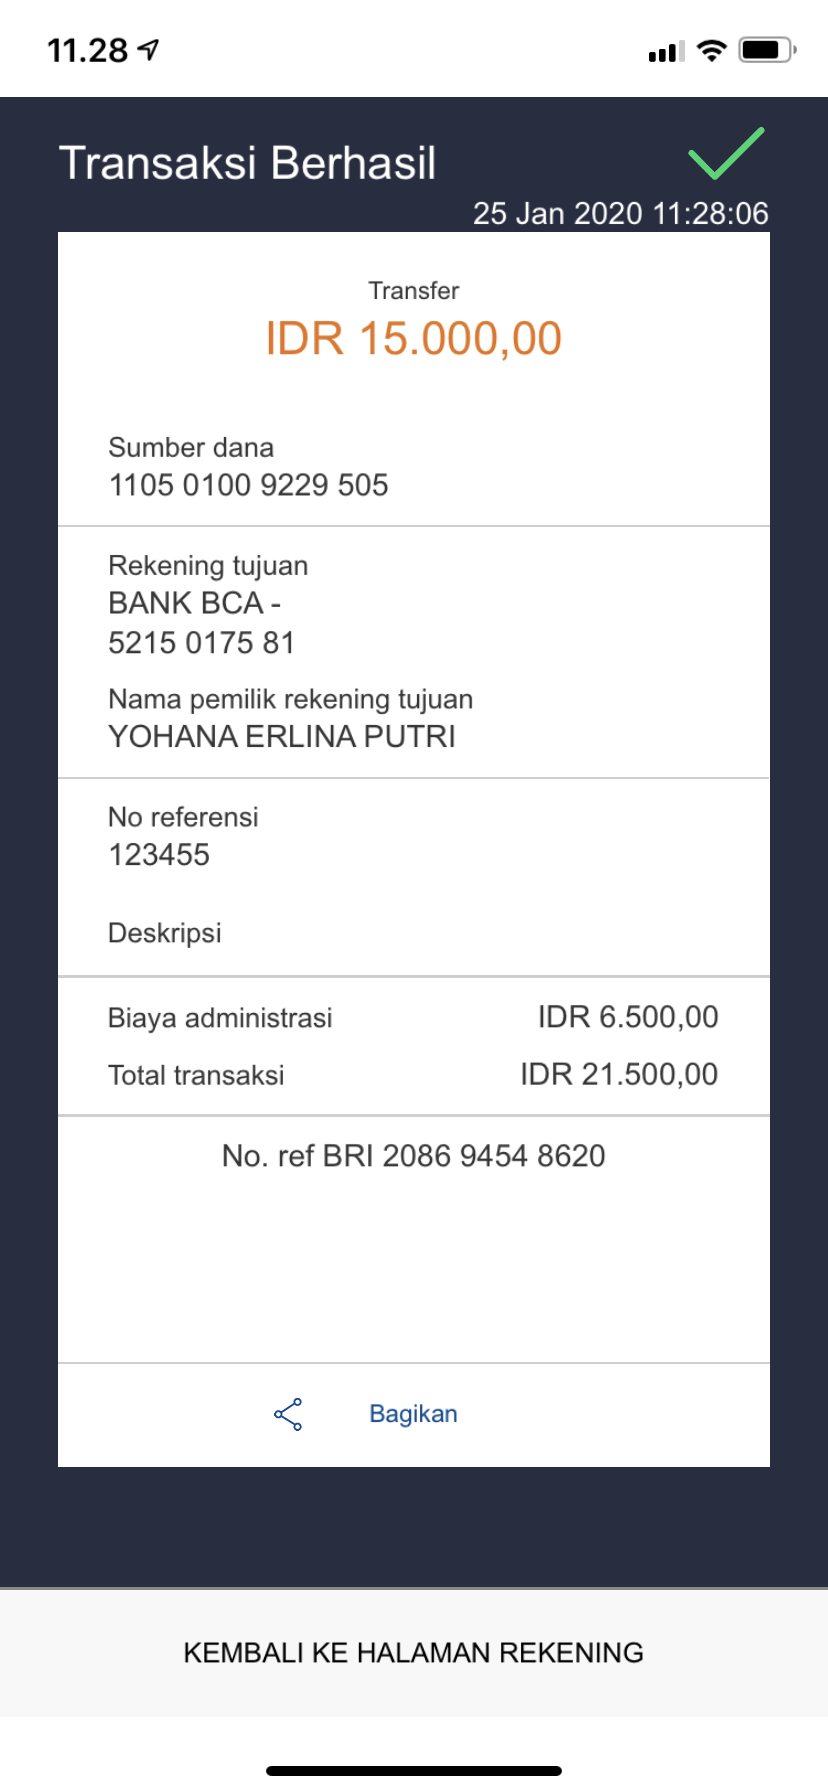 11.28
Transaksi Berhasil
25 Jan 2020 11:28:06
Transfer
IDR 15.000,00
Sumber dana
1105 0100 9229 505
Rekening tujuan
BANK BCA -
5215 0175 81
Nama pemilik rekening tujuan
YOHANA ERLINA PUTRI
No referensi
123455
Deskripsi
Biaya administrasi IDR 6.500,00
Total transaksi IDR 21.500,00
No. ref BRI 2086 9454 8620
Bagikan
KEMBALI KE HALAMAN REKENING